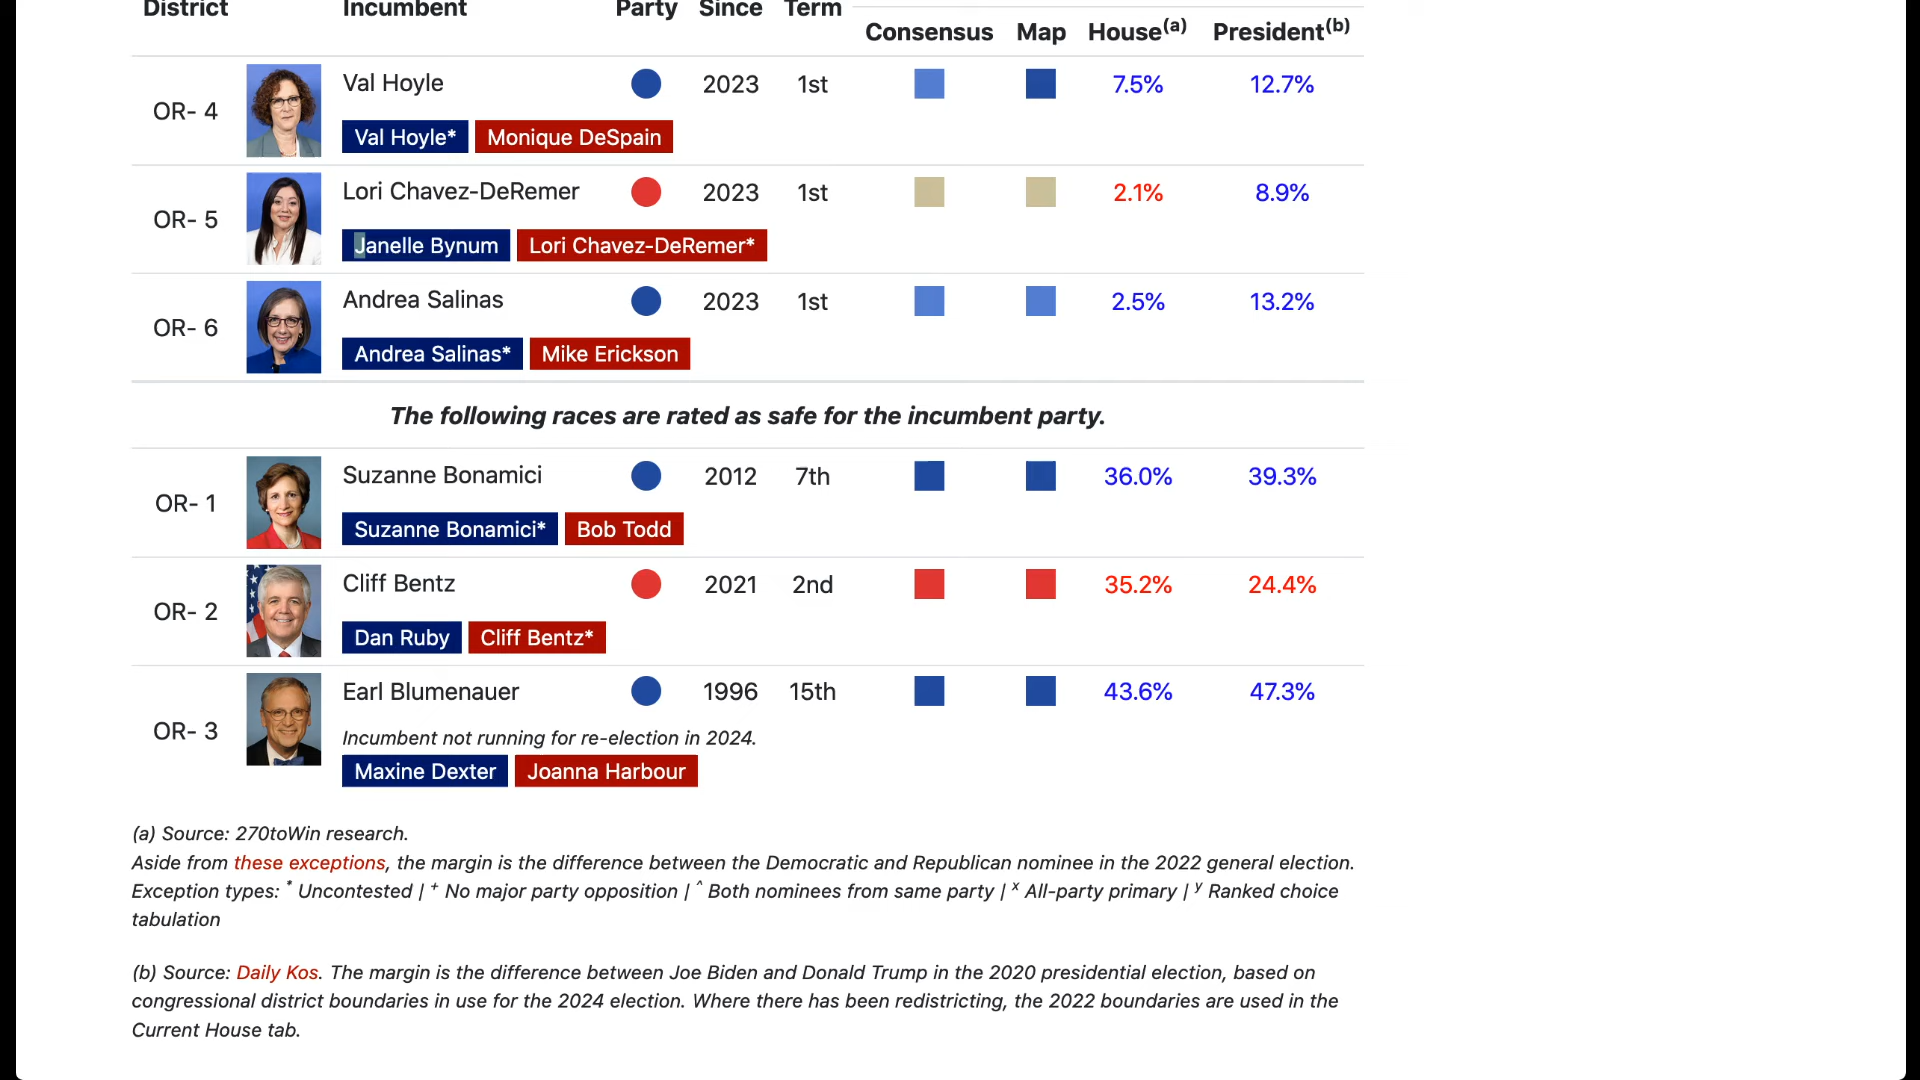 District Incumbent Party Since Term
Consensus Map House(a) President(b)
OR- 4 Val Hoyle 2023 1st 7.5% 12.7%
Val Hoyle* Monique DeSpain
OR- 5 Lori Chavez-DeRemer 2023 1st 2.1% 8.9%
Janelle Bynum Lori Chavez-DeRemer*
OR- 6 Andrea Salinas 2023 1st 2.5% 13.2%
Andrea Salinas* Mike Erickson
The following races are rated as safe for the incumbent party.
OR- 1 Suzanne Bonamici 2012 7th 36.0% 39.3%
Suzanne Bonamici* Bob Todd
OR- 2 Cliff Bentz 2021 2nd 35.2% 24.4%
Dan Ruby Cliff Bentz*
OR- 3 Earl Blumenauer 1996 15th 43.6% 47.3%
Incumbent not running for re-election in 2024.
Maxine Dexter Joanna Harbour
(a) Source: 270toWin research.
Aside from these exceptions, the margin is the difference between the Democratic and Republican nominee in the 2022 general election.
Exception types: * Uncontested | + No major party opposition | ^ Both nominees from same party | x All-party primary | y Ranked choice
tabulation
(b) Source: Daily Kos. The margin is the difference between Joe Biden and Donald Trump in the 2020 presidential election, based on
congressional district boundaries in use for the 2024 election. Where there has been redistricting, the 2022 boundaries are used in the
Current House tab.